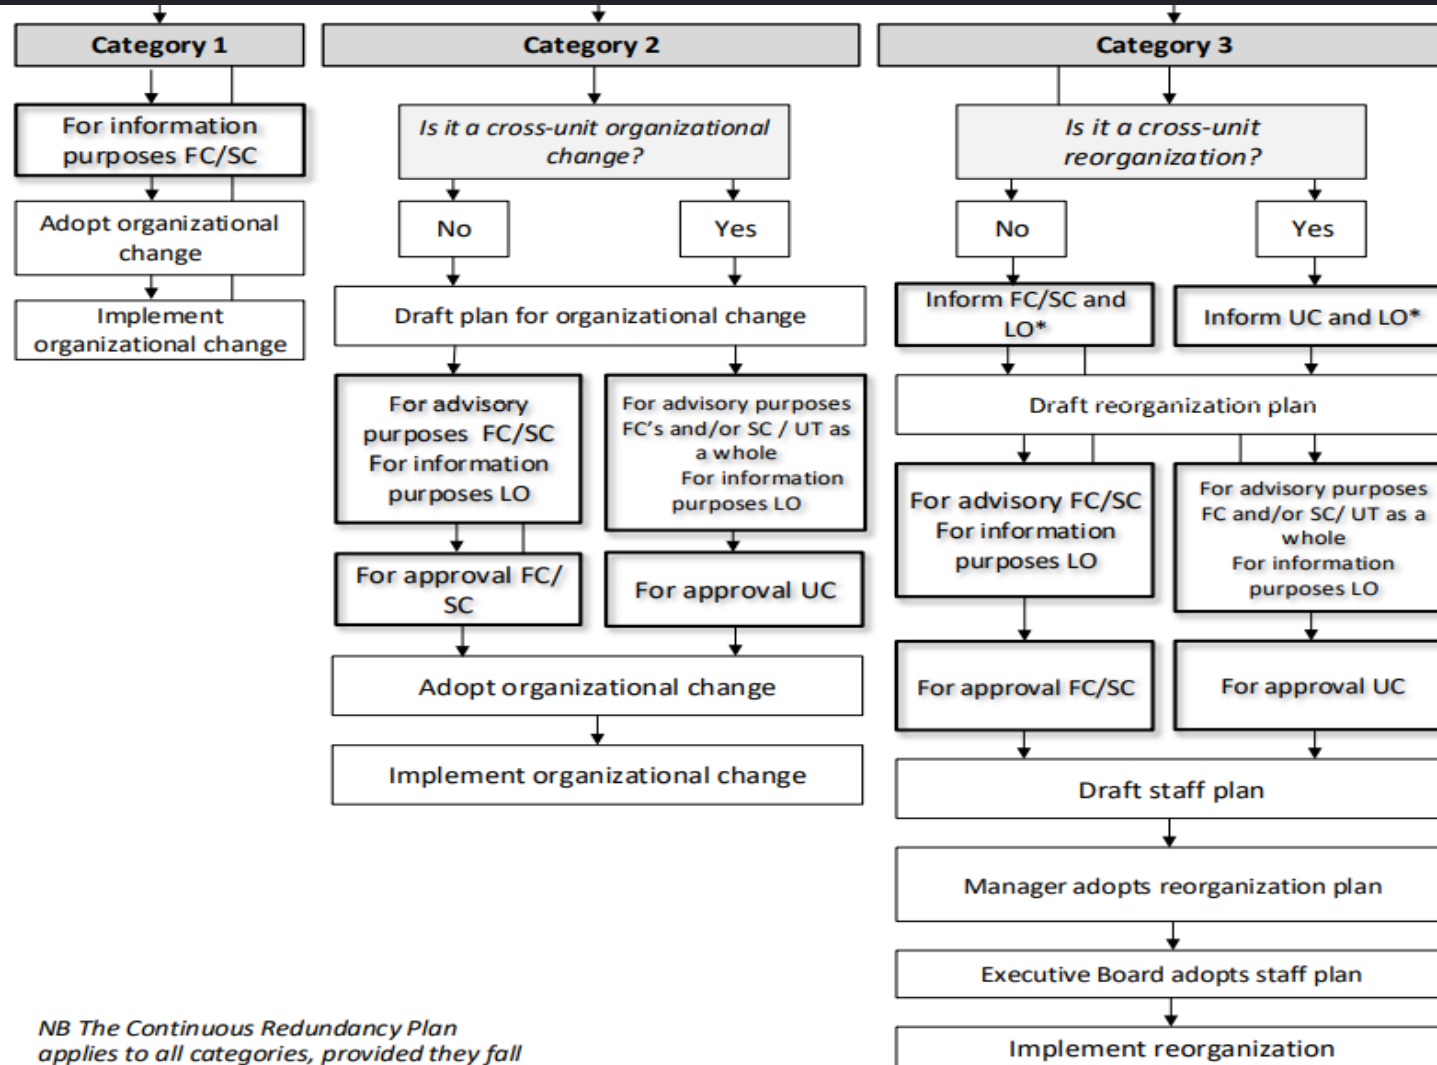 Category 1
For information
purposes FC/SC
Adopt organizational
change
Implement
organizational change
Category 2
Is it a cross-unit organizational
change?
No
Yes
Draft plan for organizational change
For advisory
purposes FC/SC
For information
purposes LO
For advisory purposes
FC's and/or SC / UT as
a whole
For information
purposes LO
For approval FC/
SC
For approval UC
Adopt organizational change
Implement organizational change
Category 3
Is it a cross-unit
reorganization?
No
Yes
Inform FC/SC and
LO*
Inform UC and LO*
Draft reorganization plan
For advisory FC/SC
For information
purposes LO
For advisory purposes
FC and/or SC/ UT as a
whole
For information
purposes LO
For approval FC/SC
For approval UC
Draft staff plan
Manager adopts reorganization plan
Executive Board adopts staff plan
Implement reorganization
NB The Continuous Redundancy Plan
applies to all categories, provided they fall